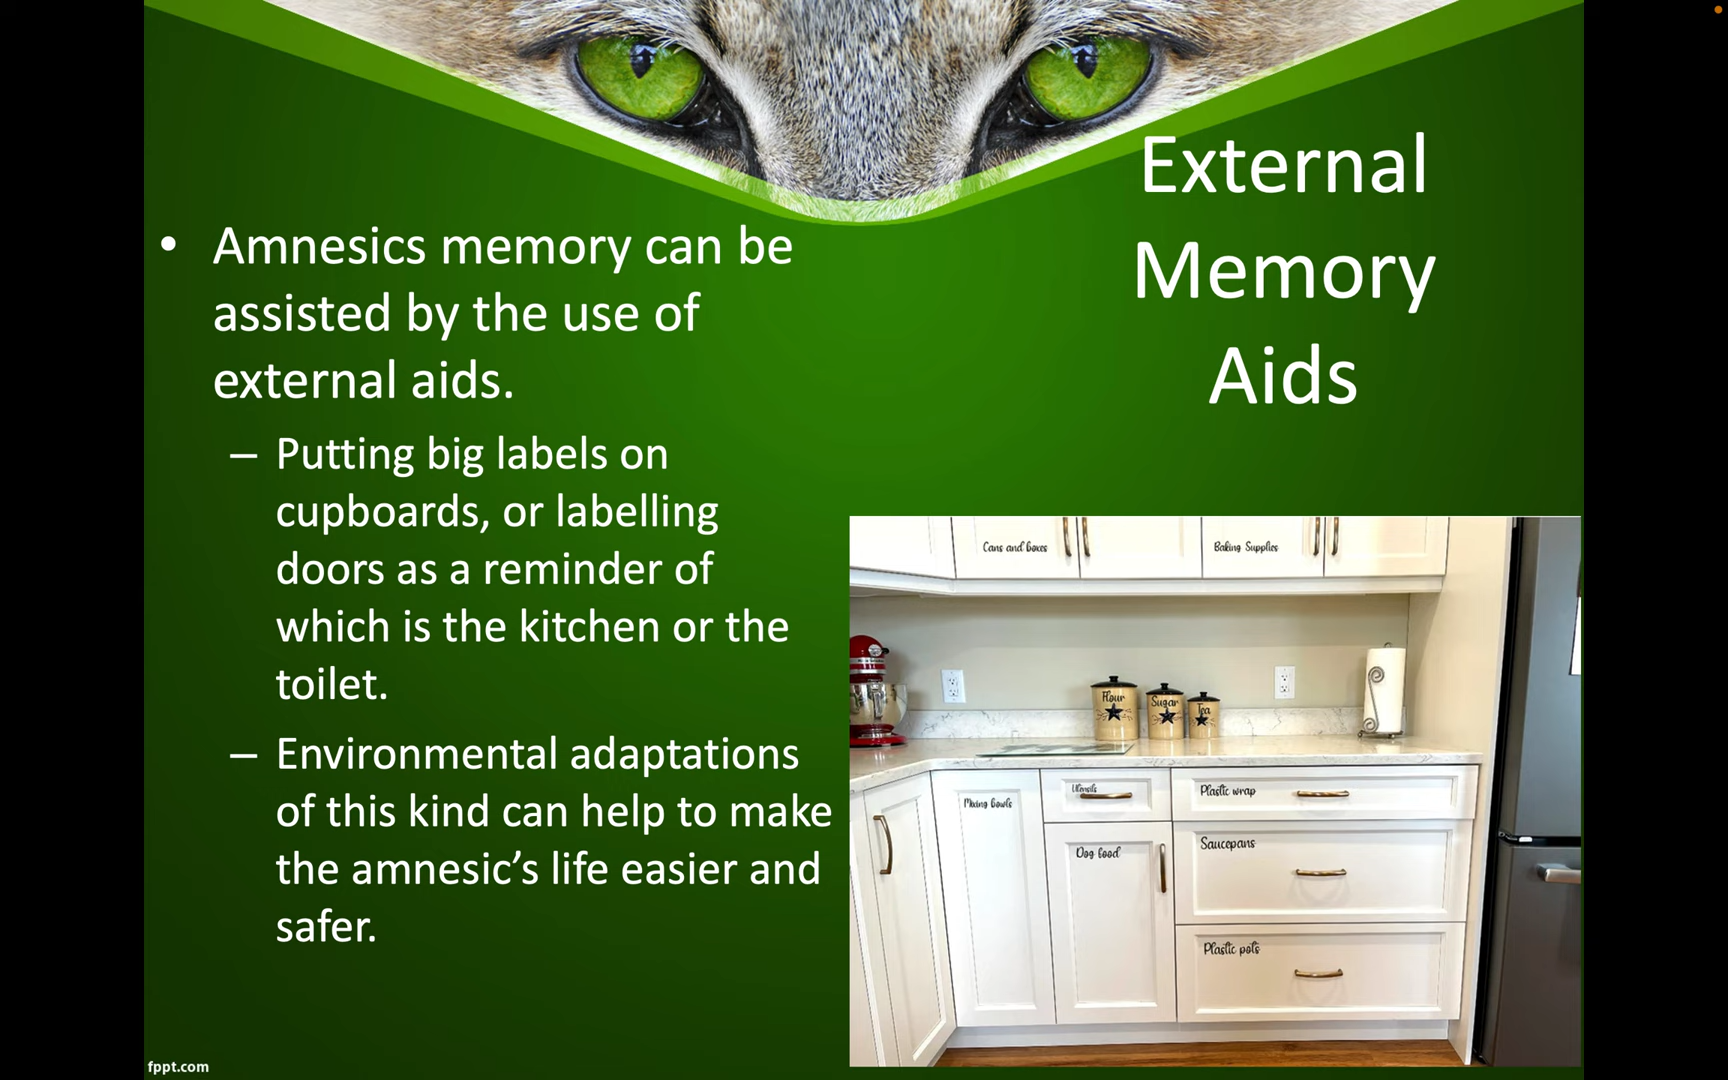 External
Memory
Aids
• Amnesics memory can be
assisted by the use of
external aids.
– Putting big labels on
cupboards, or labelling
doors as a reminder of
which is the kitchen or the
toilet.
– Environmental adaptations
of this kind can help to make
the amnesic’s life easier and
safer.
Cans and boxes
Baking Supplies
Flour
Sugar
Tea
Mixing bowls
Utensils
Plastic wrap
Dog food
Saucepans
Plastic pots
fppt.com